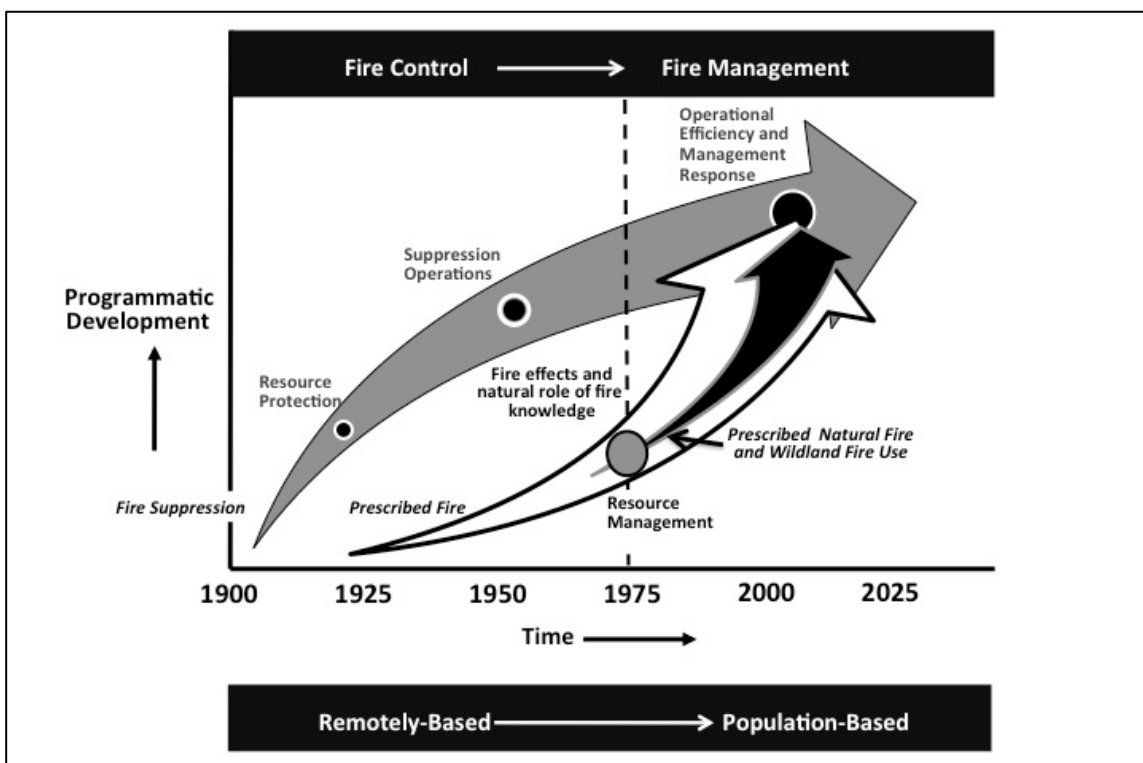 Fire Control
Fire Management
Operational
Efficiency and
Management
Response
Suppression
Operations
Programmatic
Development
Resource
Protection
Fire effects and
natural role of fire
knowledge
Prescribed Natural Fire
and Wildland Fire Use
Fire Suppression
Prescribed Fire
Resource
Management
1900
1925
1950
1975
2000
2025
Time
Remotely-Based
Population-Based